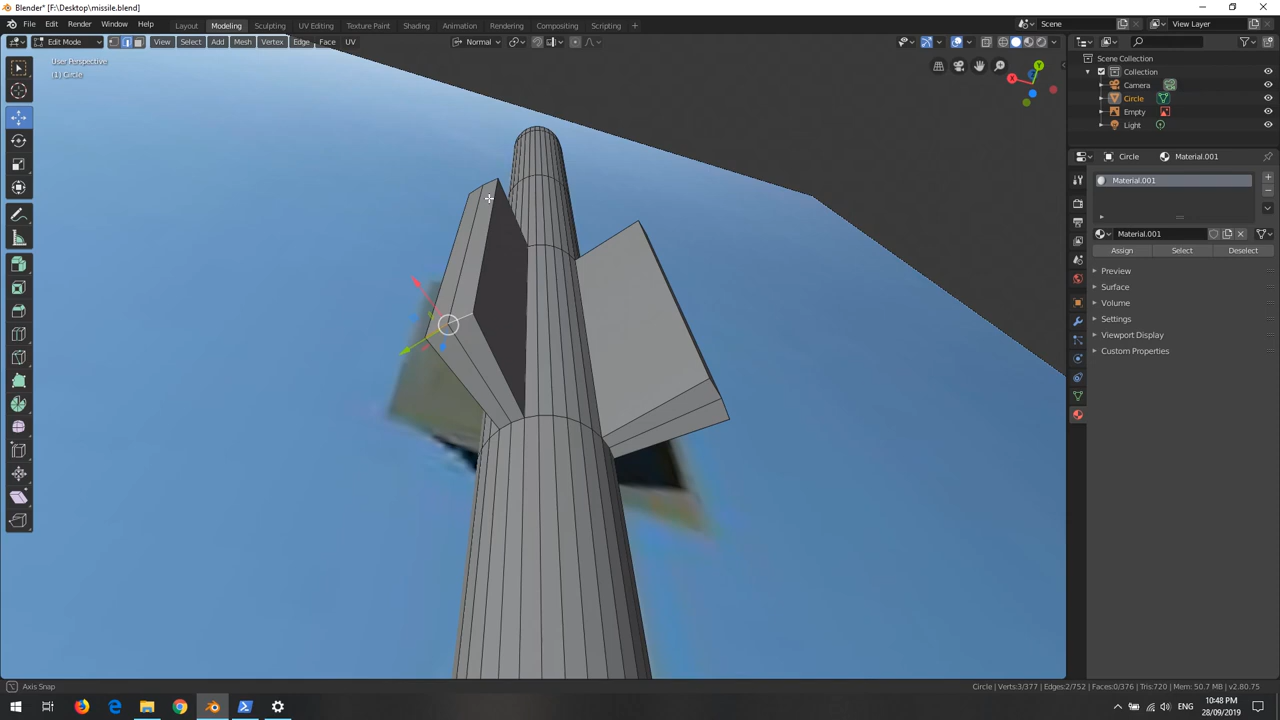 Blender* [F:\Desktop\missile.blend]
File Edit Render Window Help Layout Modeling Sculpting UV Editing Texture Paint Shading Animation Rendering Compositing Scripting + Scene View Layer
Edit Mode View Select Add Mesh Vertex Edge Face UV Normal
User Perspective
(1) Circle
Y
X
Scene Collection
Collection
Camera
Circle
Empty
Light
Circle Material.001
Material.001
Material.001
Assign Select Deselect
Preview
Surface
Volume
Settings
Viewport Display
Custom Properties
Axis Snap Circle | Verts:3/377 | Edges:2/752 | Faces:0/376 | Tris:720 | Mem: 50.7 MB | v2.80.75
ENG 10:48 PM
28/09/2019